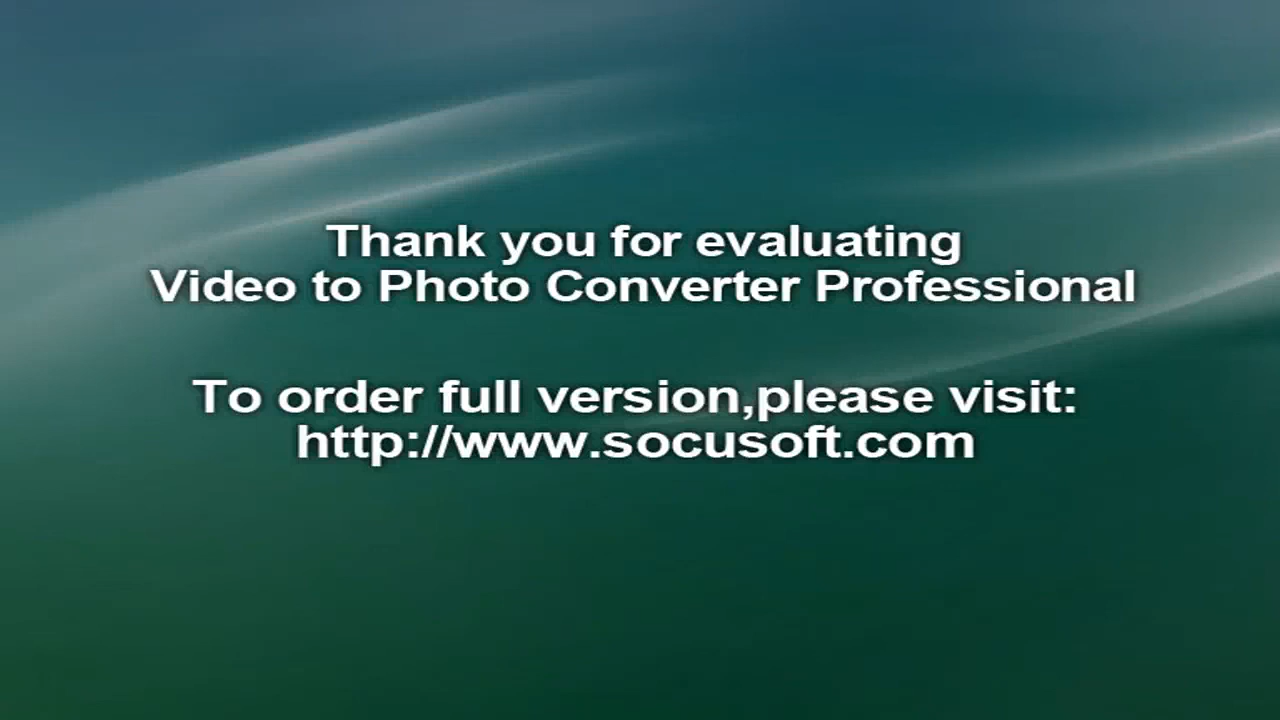 Thank you for evaluating
Video to Photo Converter Professional
To order full version,please visit:
http://www.socusoft.com